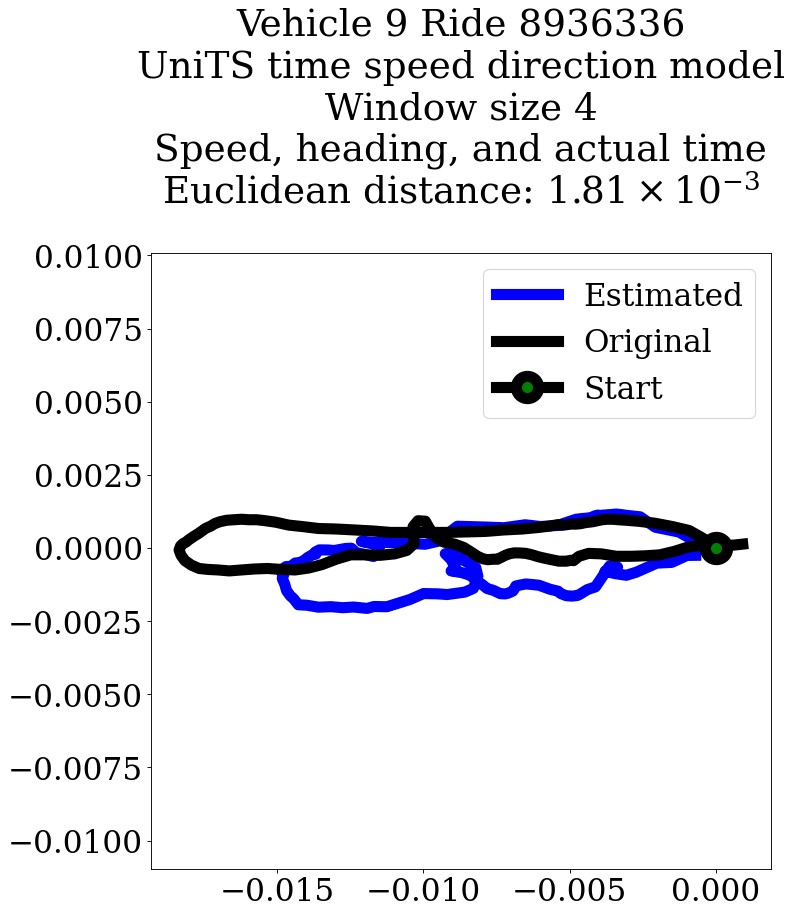 Vehicle 9 Ride 8936336
UniTS time speed direction model
Window size 4
Speed, heading, and actual time
Euclidean distance: 1.81 × 10⁻³
0.0100
0.0075
0.0050
0.0025
0.0000
−0.0025
−0.0050
−0.0075
−0.0100
Estimated
Original
Start
−0.015 −0.010 −0.005 0.000